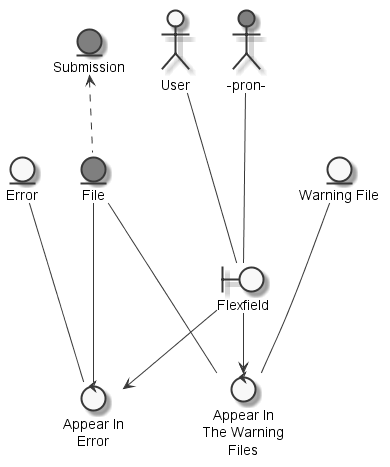 Submission
User
-pron-
Error
File
Warning File
Flexfield
Appear In
Error
Appear In
The Warning
Files